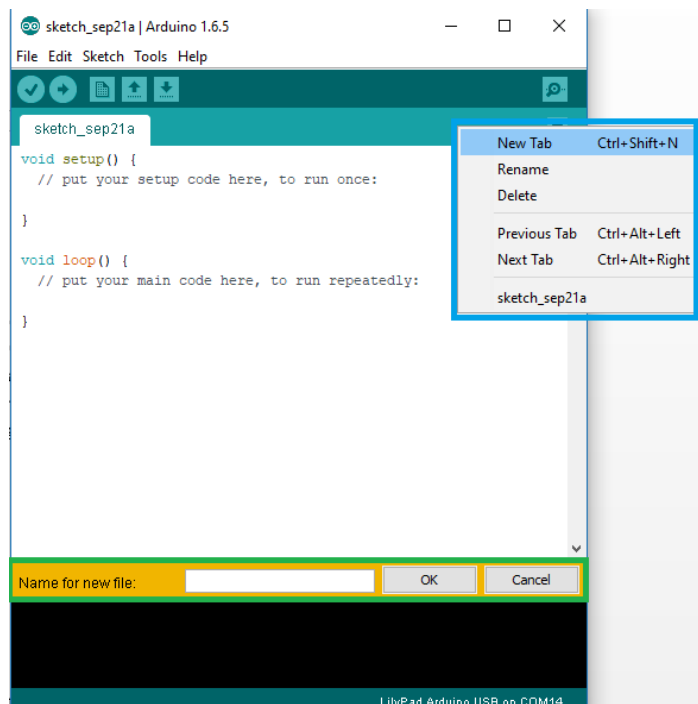 sketch_sep21a | Arduino 1.6.5
File Edit Sketch Tools Help
sketch_sep21a
void setup() {
// put your setup code here, to run once:
}
void loop() {
// put your main code here, to run repeatedly:
}
New Tab Ctrl+Shift+N
Rename
Delete
Previous Tab Ctrl+Alt+Left
Next Tab Ctrl+Alt+Right
sketch_sep21a
Name for new file: OK Cancel
LilyPad Arduino USB on COM14